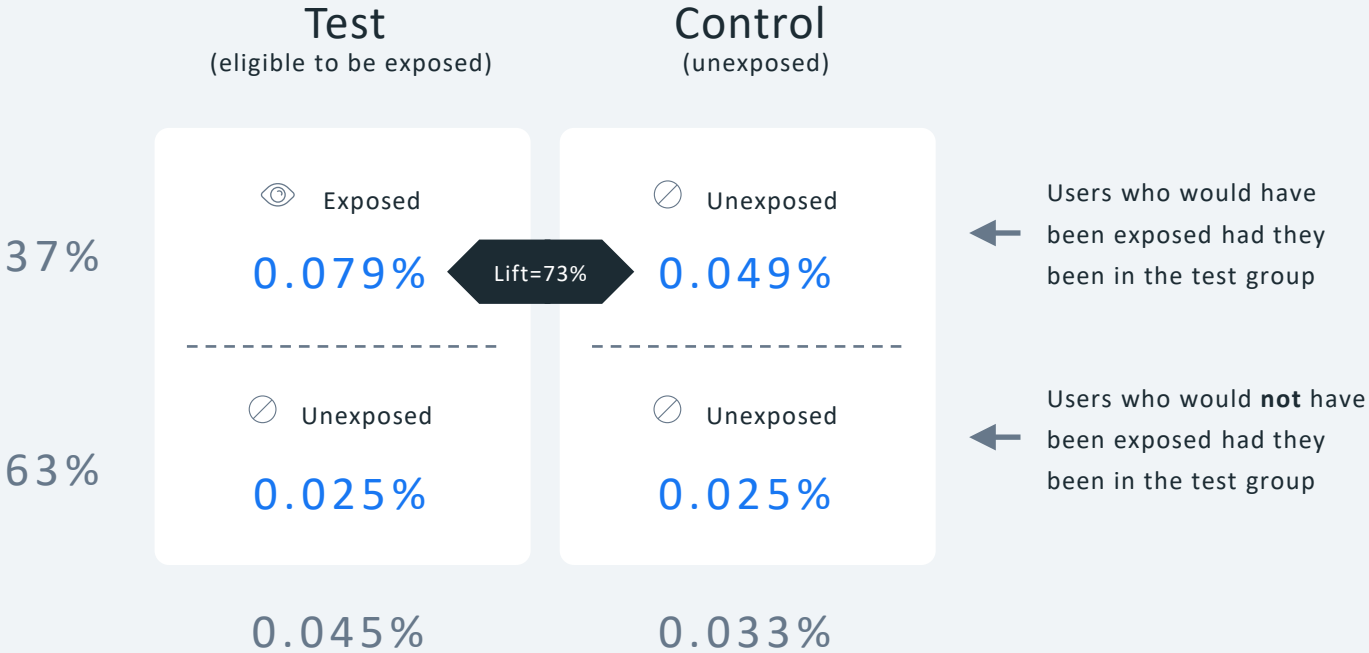 Test
(eligible to be exposed)
Control
(unexposed)
37%
Exposed
0.079%
Lift=73%
Unexposed
0.049%
Users who would have
been exposed had they
been in the test group
63%
Unexposed
0.025%
Unexposed
0.025%
Users who would not have
been exposed had they
been in the test group
0.045%
0.033%